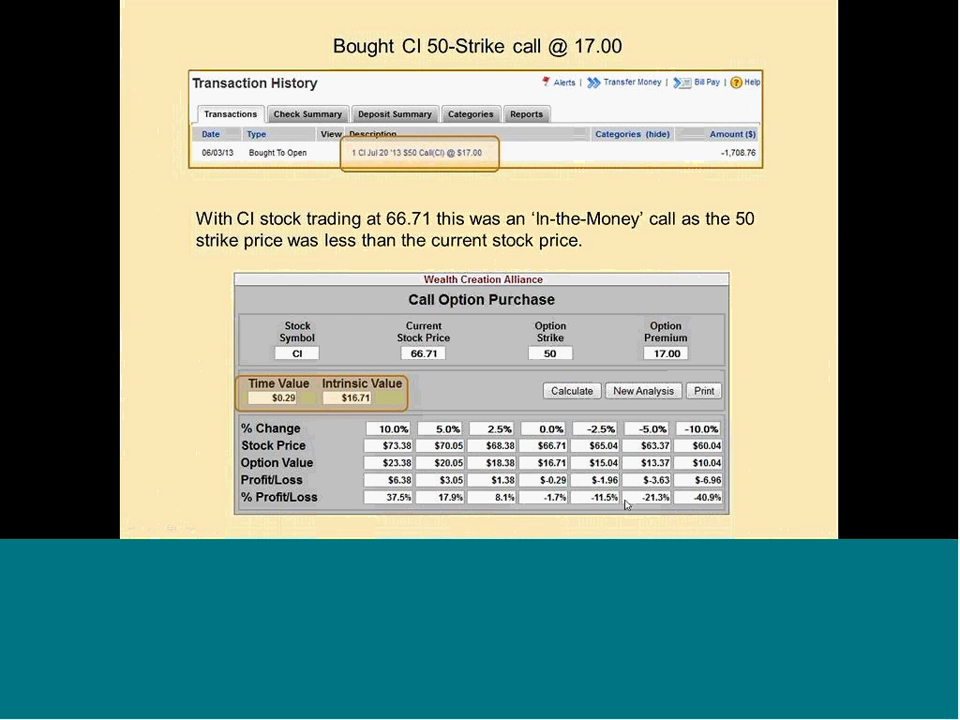 Bought CI 50-Strike call @ 17.00
Transaction History
Alerts | Transfer Money | Bill Pay | Help
Transactions Check Summary Deposit Summary Categories Reports
Date Type View Description Categories (hide) Amount ($)
06/03/13 Bought To Open 1 CI Jul 20 '13 $50 Call(CI) @ $17.00 -1,708.76
With CI stock trading at 66.71 this was an ‘In-the-Money’ call as the 50
strike price was less than the current stock price.
Wealth Creation Alliance
Call Option Purchase
Stock Current Option Option
Symbol Stock Price Strike Premium
CI 66.71 50 17.00
Time Value Intrinsic Value
$0.29 $16.71 Calculate New Analysis Print
% Change 10.0% 5.0% 2.5% 0.0% -2.5% -5.0% -10.0%
Stock Price $73.38 $70.05 $68.38 $66.71 $65.04 $63.37 $60.04
Option Value $23.38 $20.05 $18.38 $16.71 $15.04 $13.37 $10.04
Profit/Loss $6.38 $3.05 $1.38 $-0.29 $-1.96 $-3.63 $-6.96
% Profit/Loss 37.5% 17.9% 8.1% -1.7% -11.5% -21.3% -40.9%